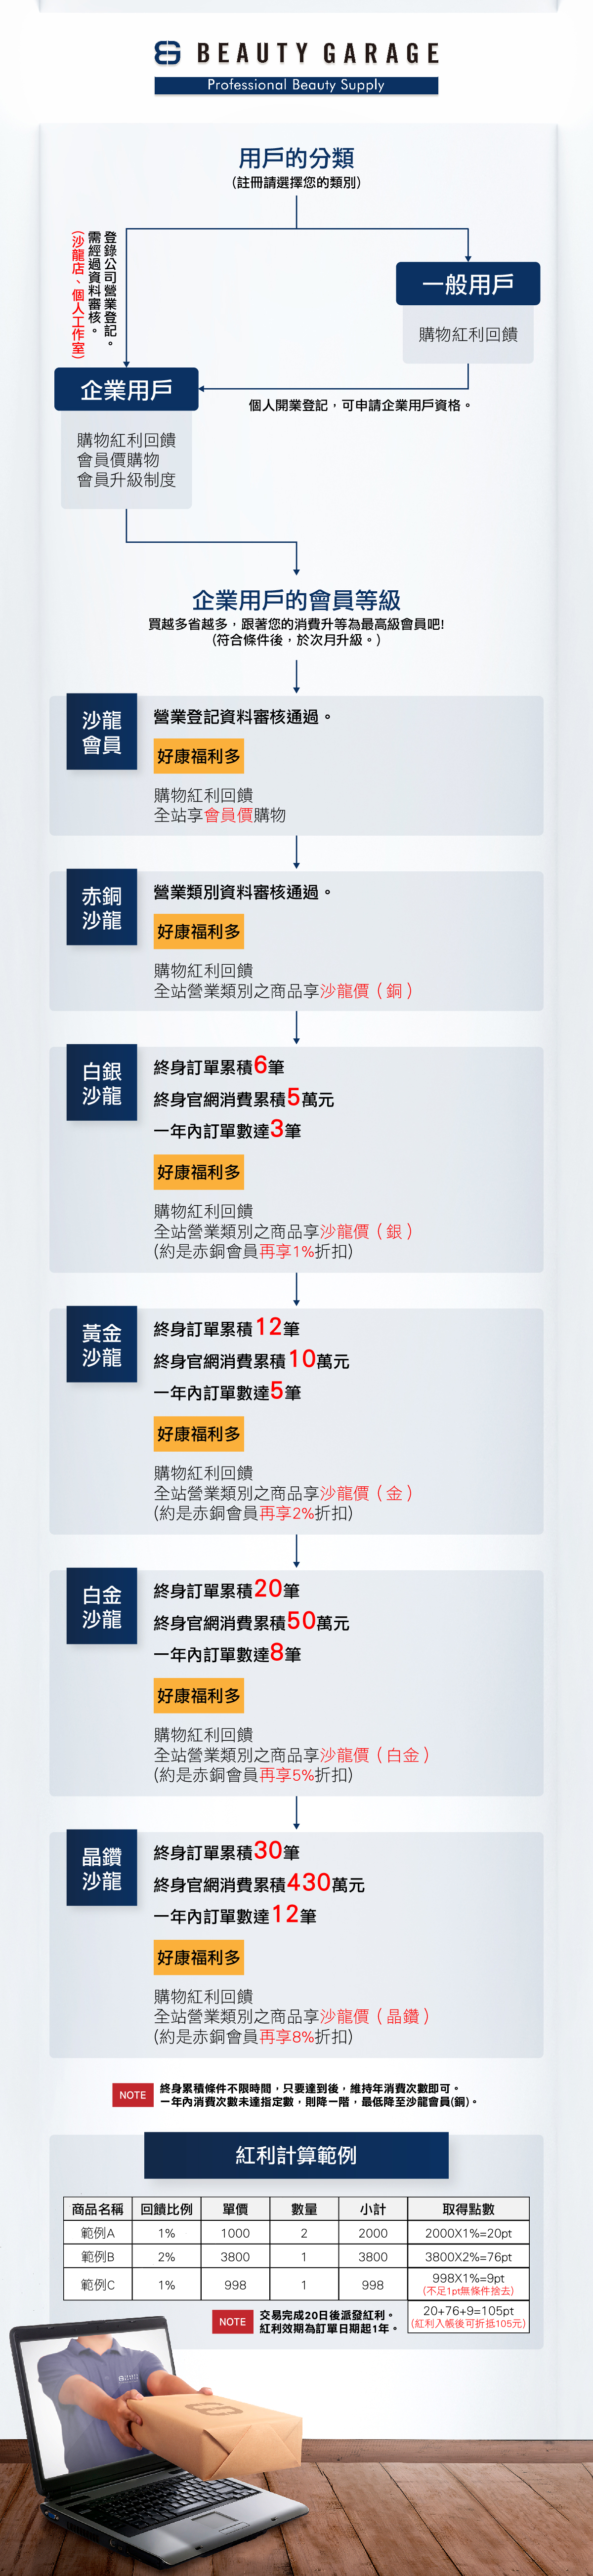 BEAUTY GARAGE
Professional Beauty Supply
用戶的分類
(註冊請選擇您的類別)
登錄公司營業登記。
需經過資料審核。
(沙龍店、個人工作室)
一般用戶
購物紅利回饋
企業用戶
個人開業登記，可申請企業用戶資格。
購物紅利回饋
會員價購物
會員升級制度
企業用戶的會員等級
買越多省越多，跟著您的消費升等為最高級會員吧!
(符合條件後，於次月升級。)
沙龍
會員
營業登記資料審核通過。
好康福利多
購物紅利回饋
全站享會員價購物
赤銅
沙龍
營業類別資料審核通過。
好康福利多
購物紅利回饋
全站營業類別之商品享沙龍價（銅）
白銀
沙龍
終身訂單累積6筆
終身官網消費累積5萬元
一年內訂單數達3筆
好康福利多
購物紅利回饋
全站營業類別之商品享沙龍價（銀）
(約是赤銅會員再享1%折扣)
黃金
沙龍
終身訂單累積12筆
終身官網消費累積10萬元
一年內訂單數達5筆
好康福利多
購物紅利回饋
全站營業類別之商品享沙龍價（金）
(約是赤銅會員再享2%折扣)
白金
沙龍
終身訂單累積20筆
終身官網消費累積50萬元
一年內訂單數達8筆
好康福利多
購物紅利回饋
全站營業類別之商品享沙龍價（白金）
(約是赤銅會員再享5%折扣)
晶鑽
沙龍
終身訂單累積30筆
終身官網消費累積430萬元
一年內訂單數達12筆
好康福利多
購物紅利回饋
全站營業類別之商品享沙龍價（晶鑽）
(約是赤銅會員再享8%折扣)
NOTE
終身累積條件不限時間，只要達到後，維持年消費次數即可。
一年內消費次數未達指定數，則降一階，最低降至沙龍會員(銅)。
紅利計算範例
商品名稱 回饋比例 單價 數量 小計 取得點數
範例A 1% 1000 2 2000 2000X1%=20pt
範例B 2% 3800 1 3800 3800X2%=76pt
範例C 1% 998 1 998 998X1%=9pt
(不足1pt無條件捨去)
20+76+9=105pt
(紅利入帳後可折抵105元)
NOTE
交易完成20日後派發紅利。
紅利效期為訂單日期起1年。